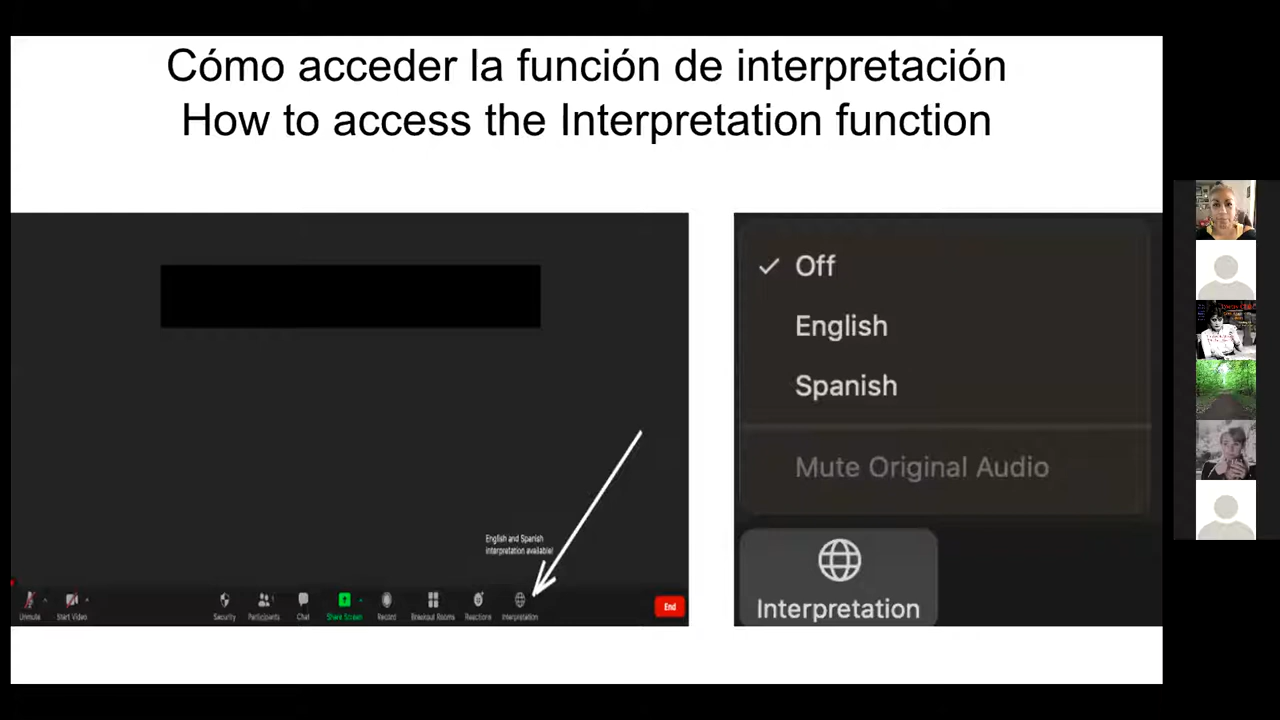 Cómo acceder la función de interpretación
How to access the Interpretation function
English and Spanish
interpretation available!
Unmute
Start Video
Security
Participants
Chat
Share Screen
Record
Breakout Rooms
Reactions
Interpretation
End
Off
English
Spanish
Mute Original Audio
Interpretation